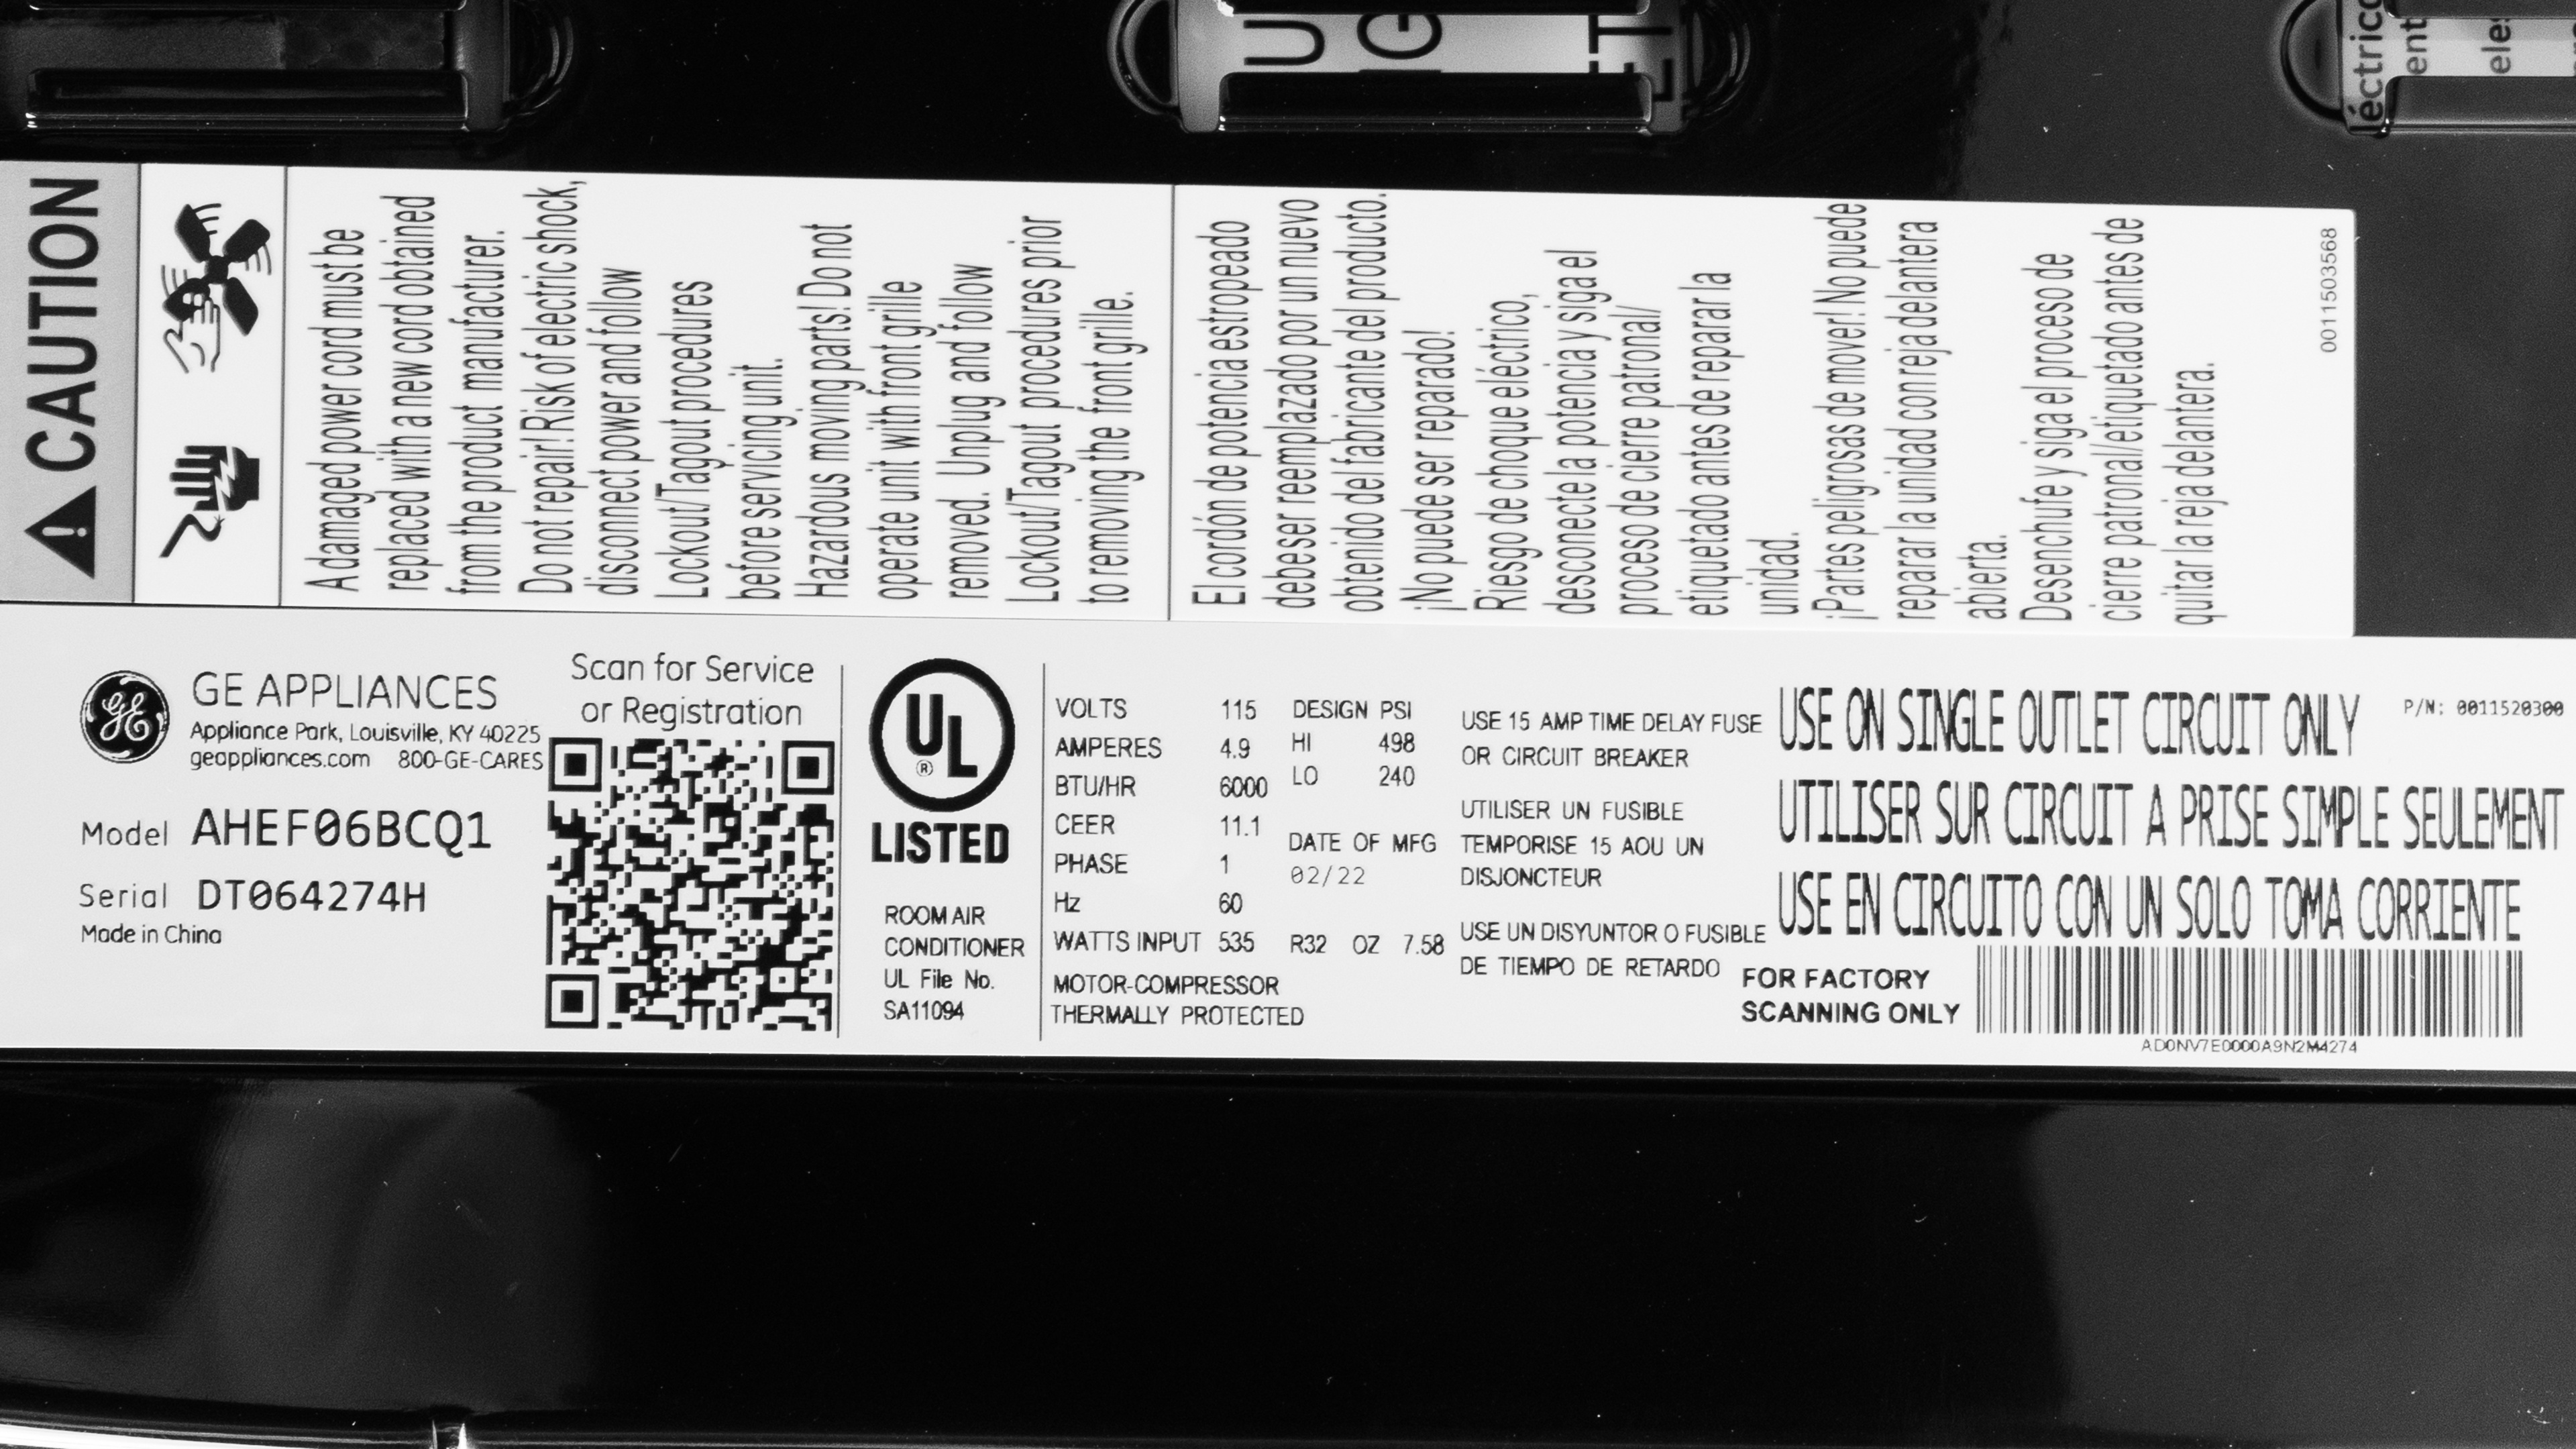 U
G
ET
léctrico
ent
ele
CAUTION
A damaged power cord must be
replaced with a new cord obtained
from the product manufacturer.
Do not repair! Risk of electric shock,
disconnect power and follow
Lockout/Tagout procedures
before servicing unit.
Hazardous moving parts! Do not
operate unit with front grille
removed. Unplug and follow
Lockout/Tagout procedures prior
to removing the front grille.
El cordón de potencia estropeado
debe ser reemplazado por un nuevo
obtenido del fabricante del producto.
¡No puede ser reparado!
Riesgo de choque eléctrico,
desconecte la potencia y siga el
proceso de cierre patronal/
etiquetado antes de reparar la
unidad.
¡Partes peligrosas de mover! No puede
reparar la unidad con reja delantera
abierta.
Desenchufe y siga el proceso de
cierre patronal/etiquetado antes de
quitar la reja delantera.
0011503568
GE
GE APPLIANCES
Appliance Park, Louisville, KY 40225
geappliances.com 800-GE-CARES
Model AHEF06BCQ1
Serial DT064274H
Made in China
Scan for Service
or Registration
UL
®
LISTED
ROOM AIR
CONDITIONER
UL File No.
SA11094
VOLTS 115
AMPERES 4.9
BTU/HR 6000
CEER 11.1
PHASE 1
Hz 60
WATTS INPUT 535
MOTOR-COMPRESSOR
THERMALLY PROTECTED
DESIGN PSI
HI 498
LO 240
DATE OF MFG
02/22
R32 OZ 7.58
USE 15 AMP TIME DELAY FUSE
OR CIRCUIT BREAKER
UTILISER UN FUSIBLE
TEMPORISE 15 AOU UN
DISJONCTEUR
USE UN DISYUNTOR O FUSIBLE
DE TIEMPO DE RETARDO
USE ON SINGLE OUTLET CIRCUIT ONLY
UTILISER SUR CIRCUIT A PRISE SIMPLE SEULEMENT
USE EN CIRCUITO CON UN SOLO TOMA CORRIENTE
P/N: 0011520300
FOR FACTORY
SCANNING ONLY
AD0NV7E0000A9N2M4274